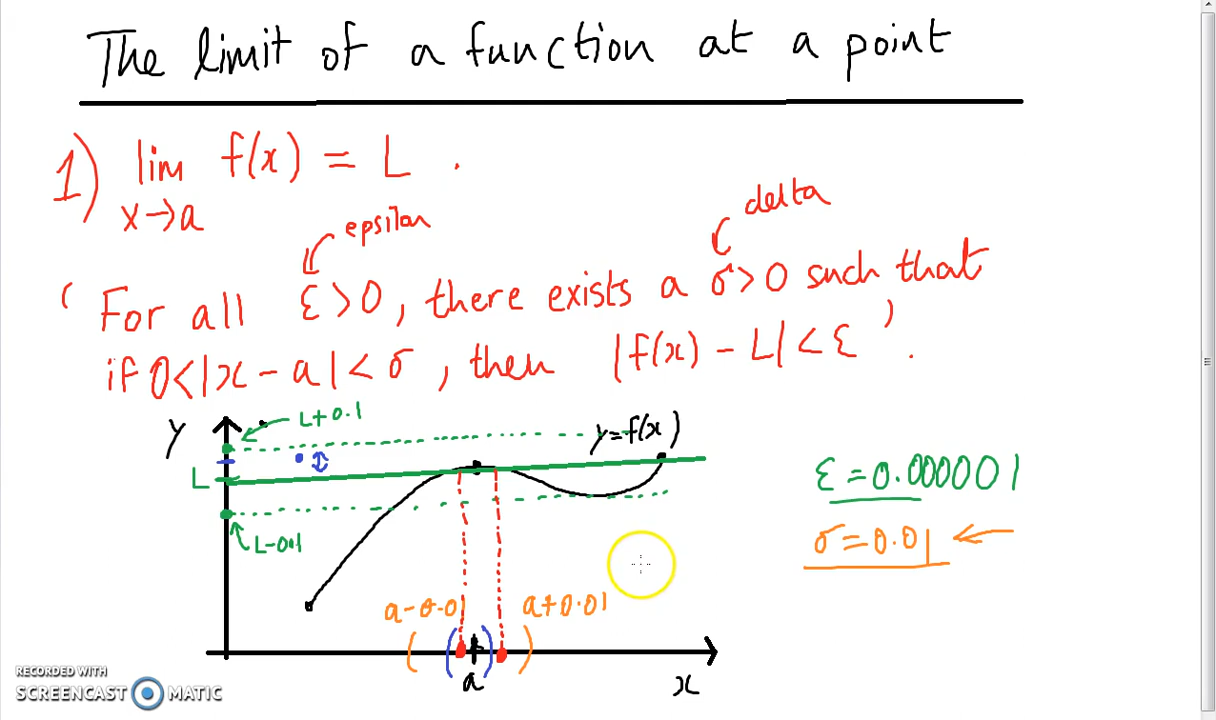 The limit of a function at a point
1) lim f(x) = L .
x→a
epsilon
delta
( For all ε>0, there exists a σ>0 such that
if 0<|x-a|<σ, then |f(x)-L|<ε ) .
Y
L+0.1
y=f(x)
L
L-0.1
ε=0.000001
σ=0.01
a-0.01
a+0.01
( ( ) )
a
x
RECORDED WITH
SCREENCAST MATIC